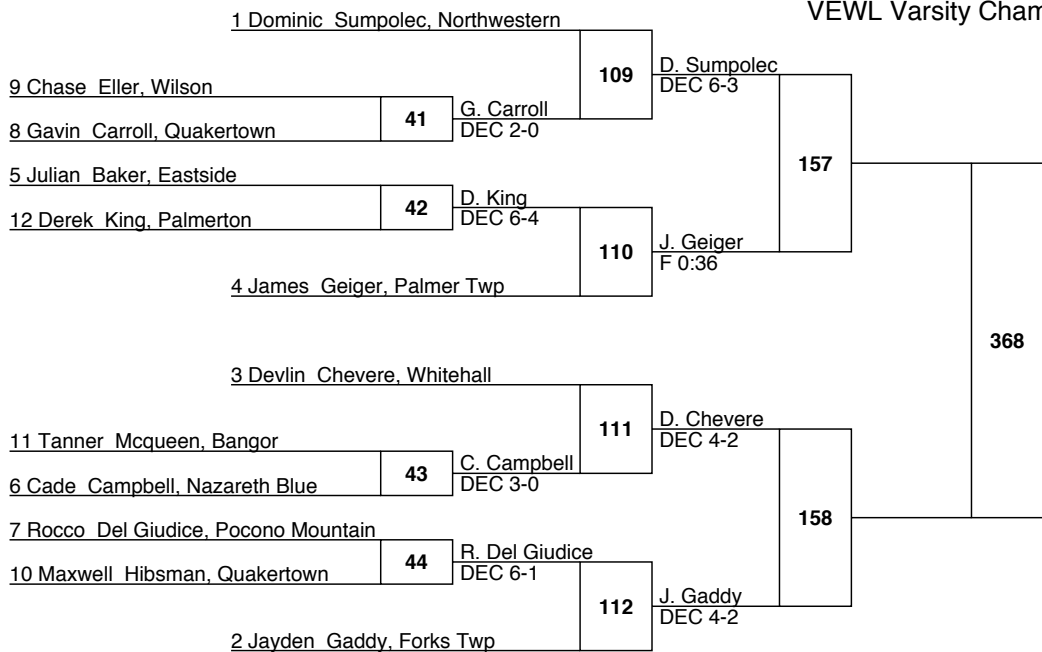 VEWL Varsity Cham
1 Dominic Sumpolec, Northwestern
109
D. Sumpolec
DEC 6-3
9 Chase Eller, Wilson
41
G. Carroll
DEC 2-0
8 Gavin Carroll, Quakertown
157
5 Julian Baker, Eastside
42
D. King
DEC 6-4
12 Derek King, Palmerton
110
J. Geiger
F 0:36
4 James Geiger, Palmer Twp
368
3 Devlin Chevere, Whitehall
111
D. Chevere
DEC 4-2
11 Tanner Mcqueen, Bangor
43
C. Campbell
DEC 3-0
6 Cade Campbell, Nazareth Blue
158
7 Rocco Del Giudice, Pocono Mountain
44
R. Del Giudice
DEC 6-1
10 Maxwell Hibsman, Quakertown
112
J. Gaddy
DEC 4-2
2 Jayden Gaddy, Forks Twp